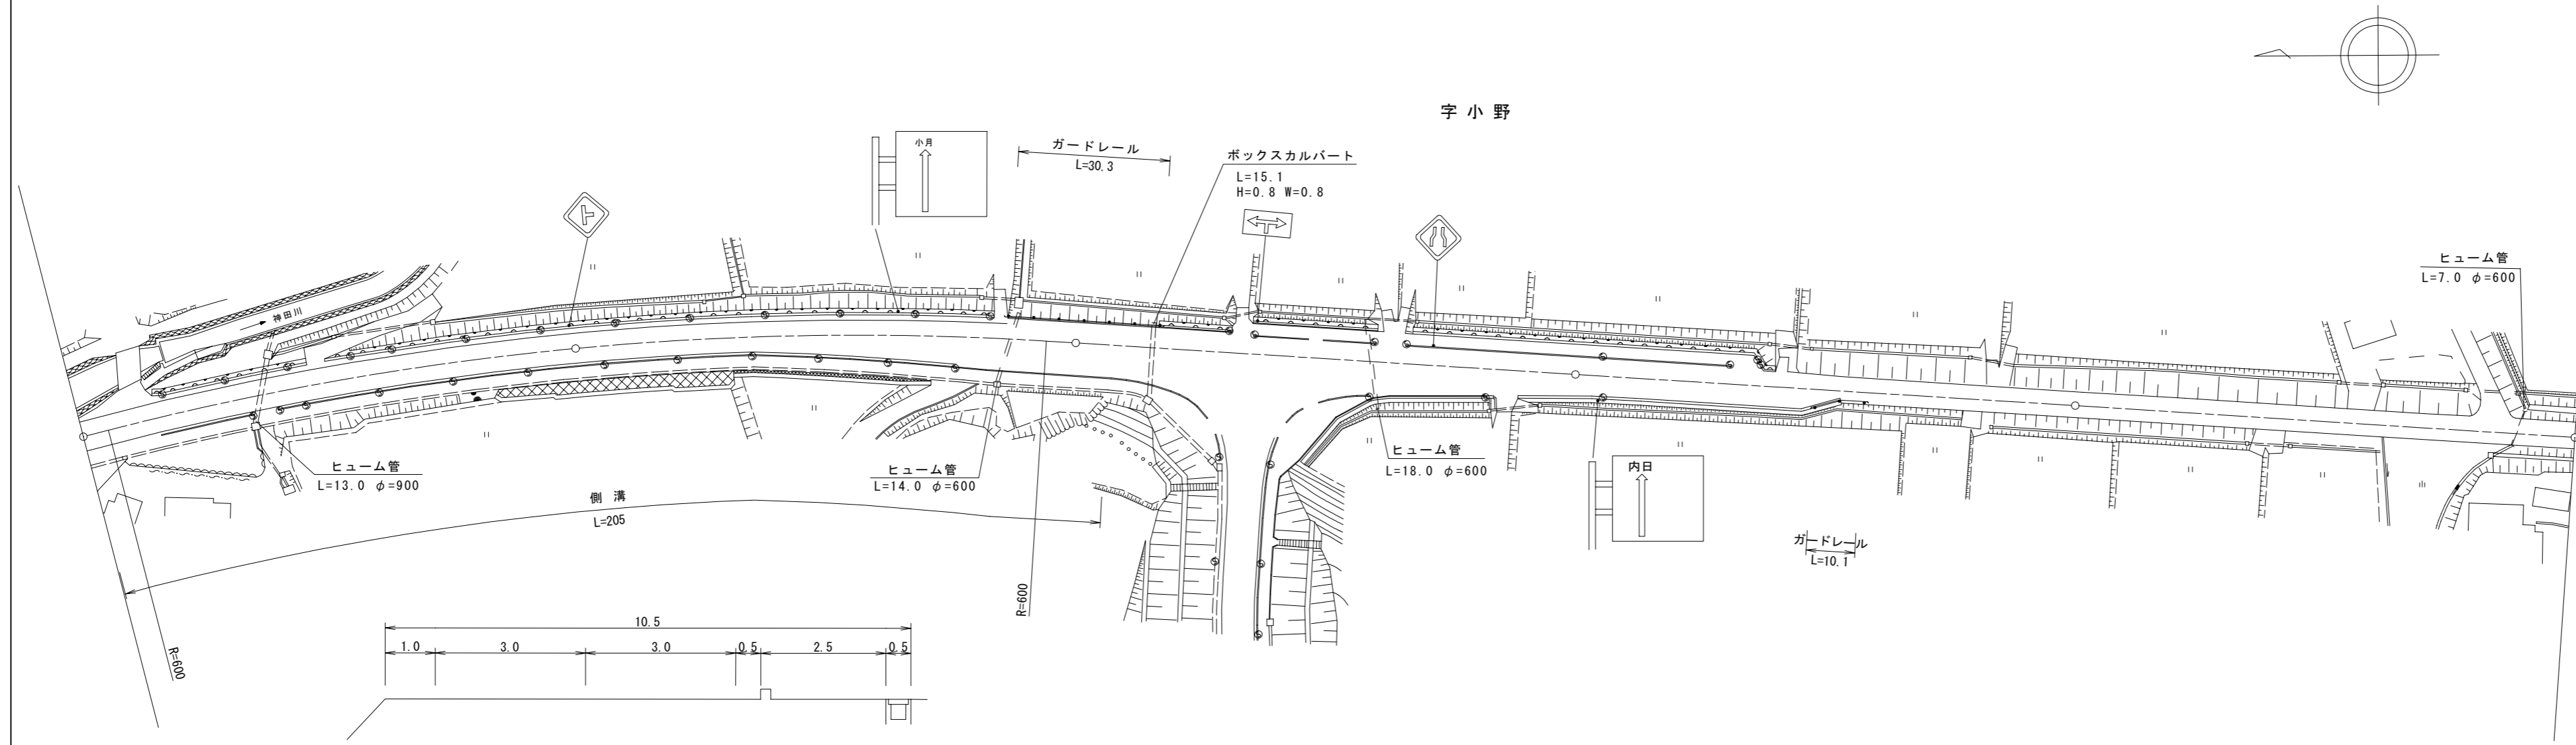 字小野
小月
ガードレール
L=30.3
ボックスカルバート
L=15.1
H=0.8 W=0.8
ヒューム管
L=7.0 φ=600
神田川
ヒューム管
L=13.0 φ=900
側溝
L=205
ヒューム管
L=14.0 φ=600
ヒューム管
L=18.0 φ=600
内日
ガードレール
L=10.1
R=600
R=600
10.5
1.0 3.0 3.0 0.5 2.5 0.5